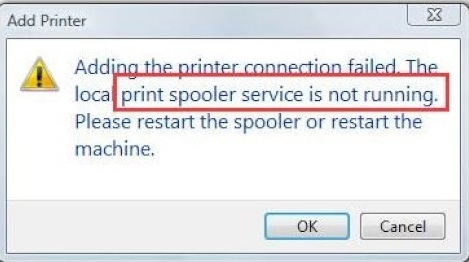 Add Printer
Adding the printer connection failed. The
local print spooler service is not running.
Please restart the spooler or restart the
machine.
OK
Cancel